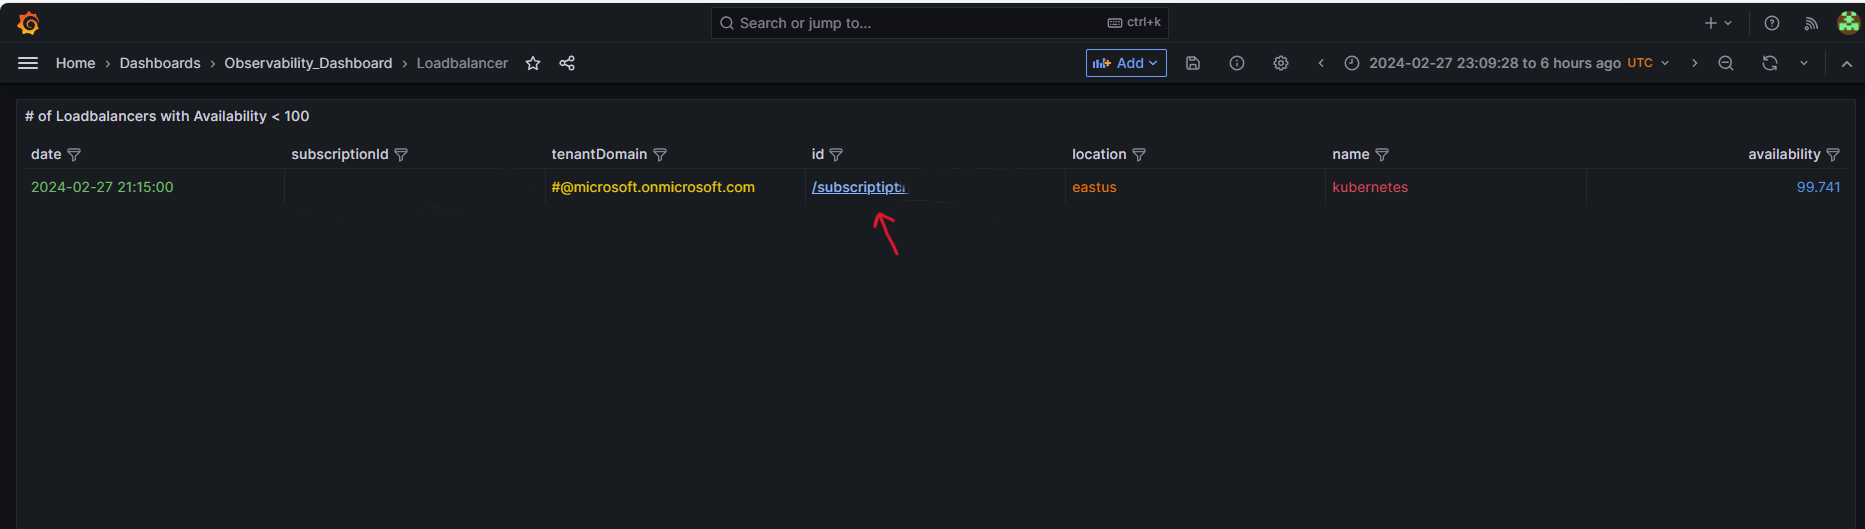 Search or jump to... ctrl+k
Home › Dashboards › Observability_Dashboard › Loadbalancer Add 2024-02-27 23:09:28 to 6 hours ago UTC
# of Loadbalancers with Availability < 100
date subscriptionId tenantDomain id location name availability
2024-02-27 21:15:00 #@microsoft.onmicrosoft.com eastus kubernetes 99.741